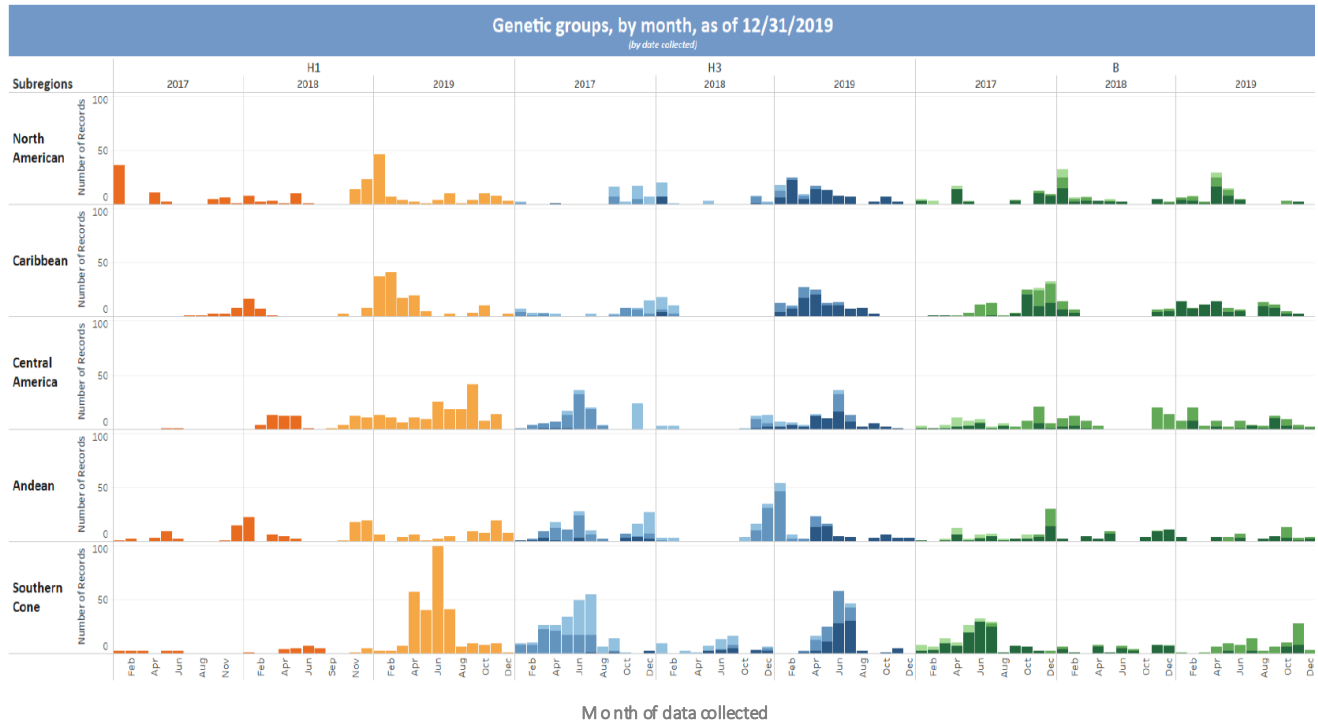 Genetic groups, by month, as of 12/31/2019
(by date collected)
H1 H3 B
Subregions 2017 2018 2019 2017 2018 2019 2017 2018 2019
North American
Number of Records
100
50
0
Caribbean
Number of Records
100
50
0
Central America
Number of Records
100
50
0
Andean
Number of Records
100
50
0
Southern Cone
Number of Records
100
50
0
Feb Apr Jun Aug Nov Feb Apr Jun Sep Nov Feb Apr Jun Aug Oct Dec Feb Apr Jun Aug Oct Dec Feb Apr Jun Oct Dec Feb Apr Jun Aug Oct Dec Feb Apr Jun Aug Oct Dec Feb Apr Jun Oct Dec Feb Apr Jun Aug Oct Dec
Month of data collected